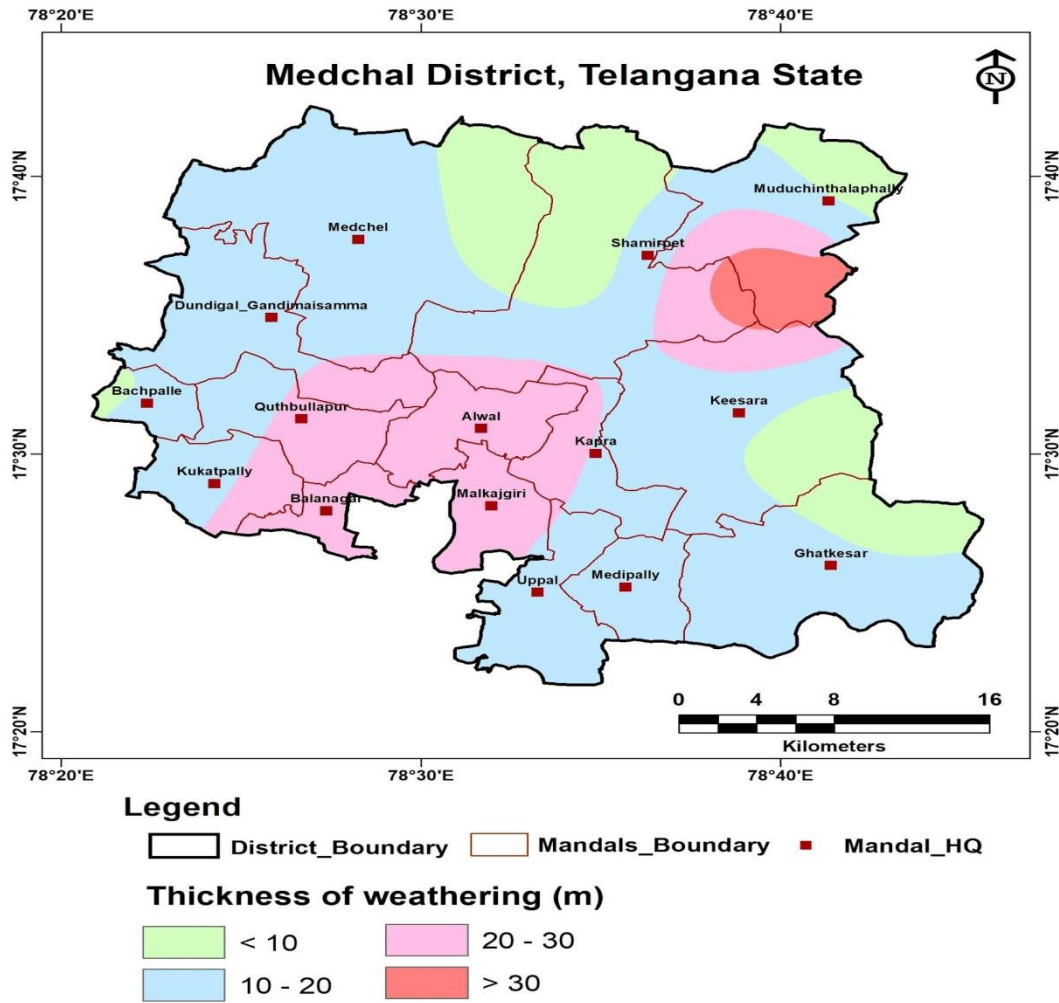 78°20'E 78°30'E 78°40'E
Medchal District, Telangana State
N
17°40'N 17°40'N
Muduchinthalaphally
Medchel
Shamirpet
Dundigal_Gandimaisamma
Bachpalle
Quthbullapur
Alwal
Keesara
Kapra
17°30'N 17°30'N
Kukatpally
Balanagar
Malkajgiri
Ghatkesar
Uppal
Medipally
0 4 8 16
Kilometers
17°20'N 17°20'N
78°20'E 78°30'E 78°40'E
Legend
District_Boundary Mandals_Boundary Mandal_HQ
Thickness of weathering (m)
< 10 20 - 30
10 - 20 > 30